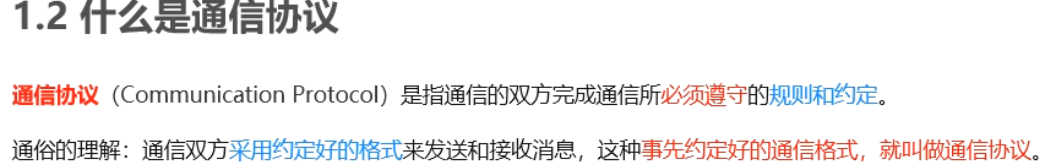 1.2 什么是通信协议
通信协议（Communication Protocol）是指通信的双方完成通信所必须遵守的规则和约定。
通俗的理解：通信双方采用约定好的格式来发送和接收消息，这种事先约定好的通信格式，就叫做通信协议。